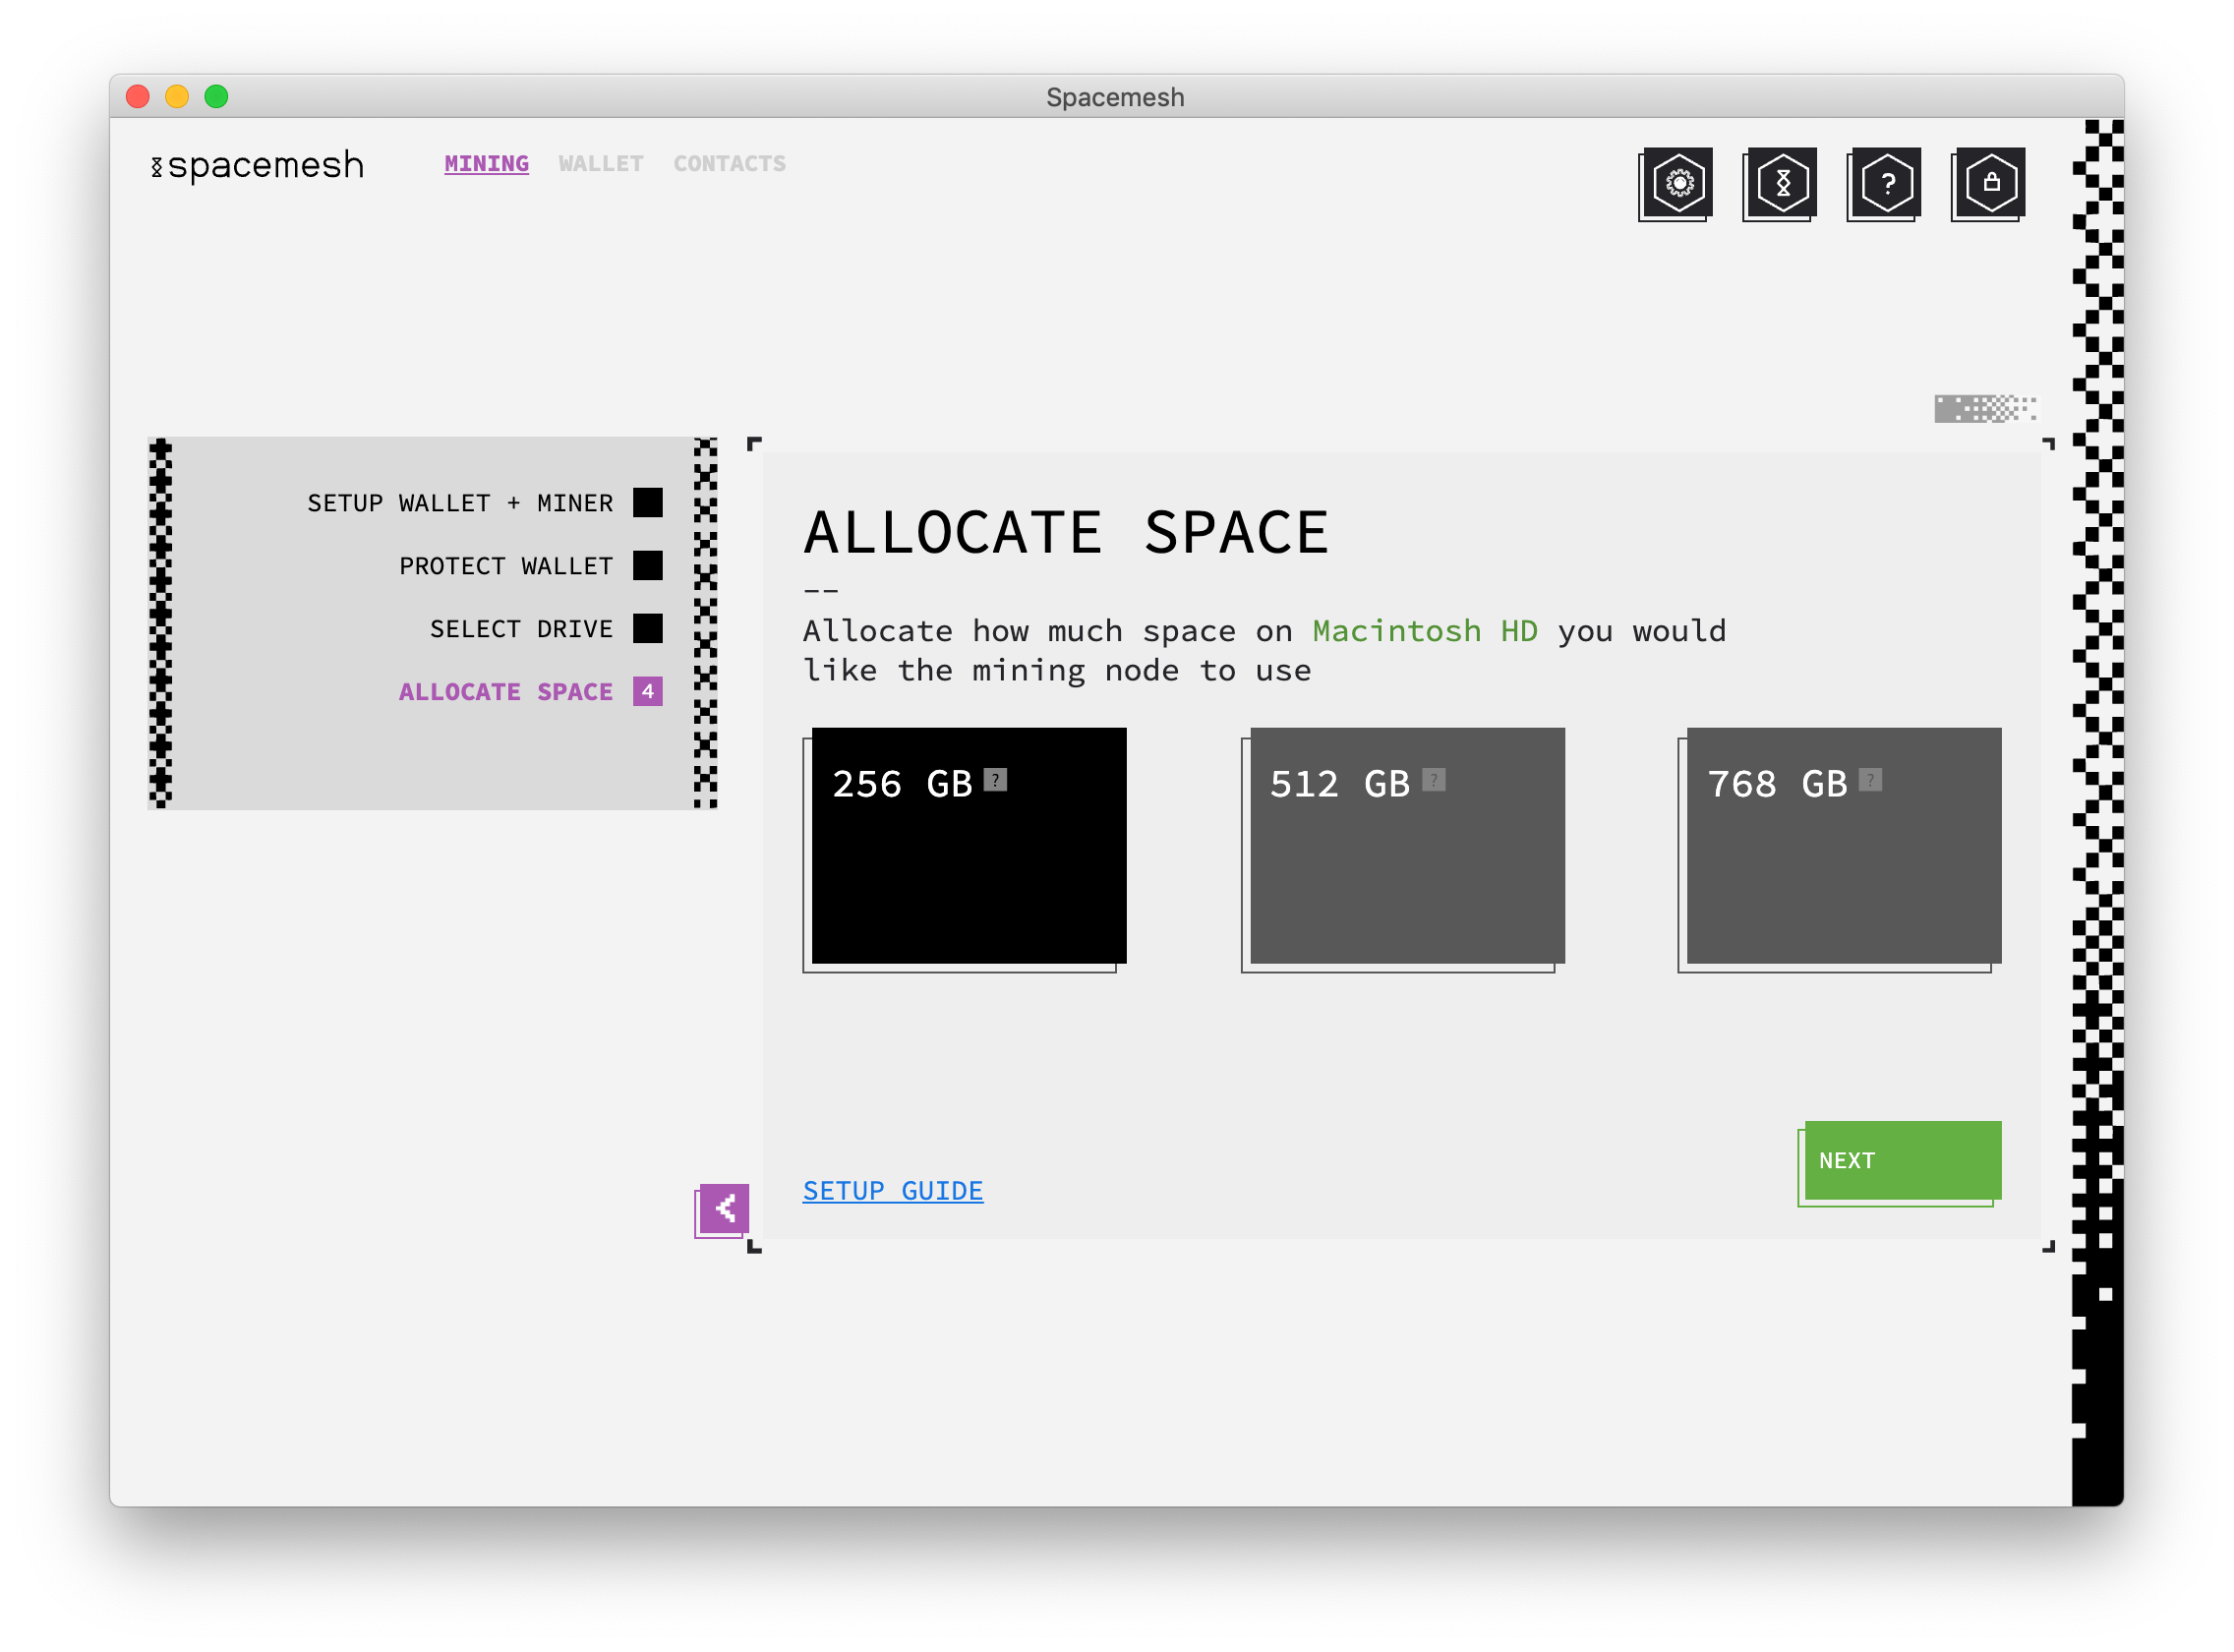 Spacemesh
spacemesh
MINING WALLET CONTACTS
?
SETUP WALLET + MINER
PROTECT WALLET
SELECT DRIVE
ALLOCATE SPACE 4
ALLOCATE SPACE
--
Allocate how much space on Macintosh HD you would
like the mining node to use
256 GB ?
512 GB ?
768 GB ?
SETUP GUIDE
NEXT